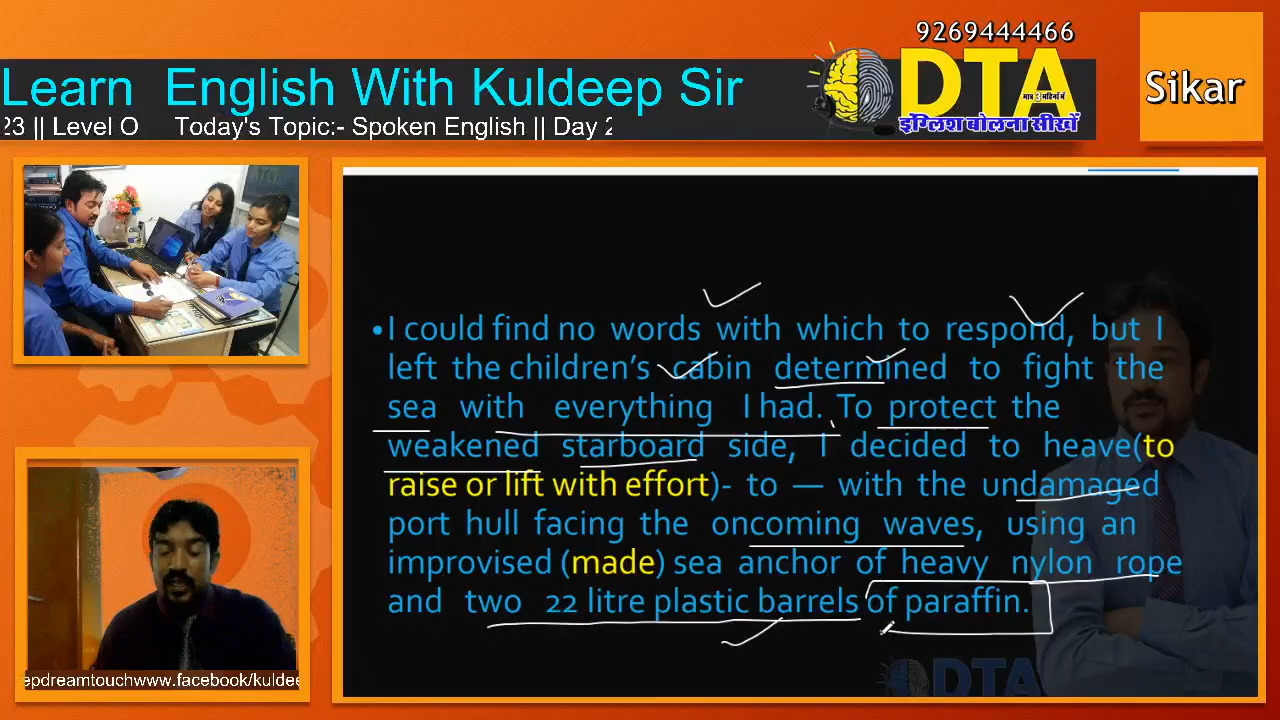 9269444466
Learn English With Kuldeep Sir
23 || Level O Today's Topic:- Spoken English || Day 2
DTA
मात्र 3 महिनों में
इंग्लिश बोलना सीखें
Sikar
•I could find no words with which to respond, but I
left the children's cabin determined to fight the
sea with everything I had. To protect the
weakened starboard side, I decided to heave(to
raise or lift with effort)- to — with the undamaged
port hull facing the oncoming waves, using an
improvised (made) sea anchor of heavy nylon rope
and two 22 litre plastic barrels of paraffin.
epdreamtouchwww.facebook/kuldee
DTA